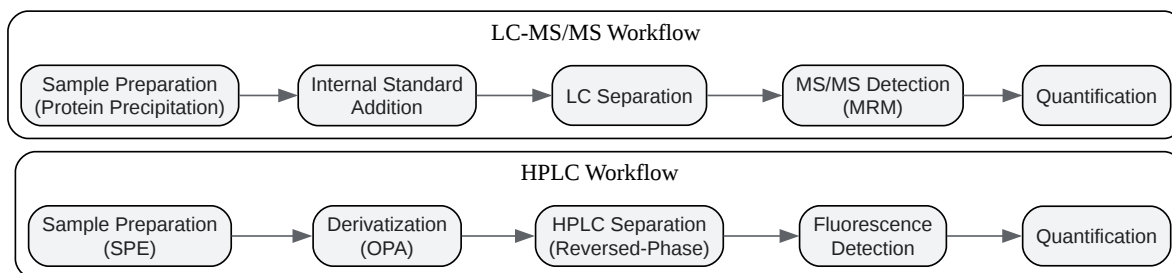 LC-MS/MS Workflow
Sample Preparation
(Protein Precipitation)
Internal Standard
Addition
LC Separation
MS/MS Detection
(MRM)
Quantification
HPLC Workflow
Sample Preparation
(SPE)
Derivatization
(OPA)
HPLC Separation
(Reversed-Phase)
Fluorescence
Detection
Quantification